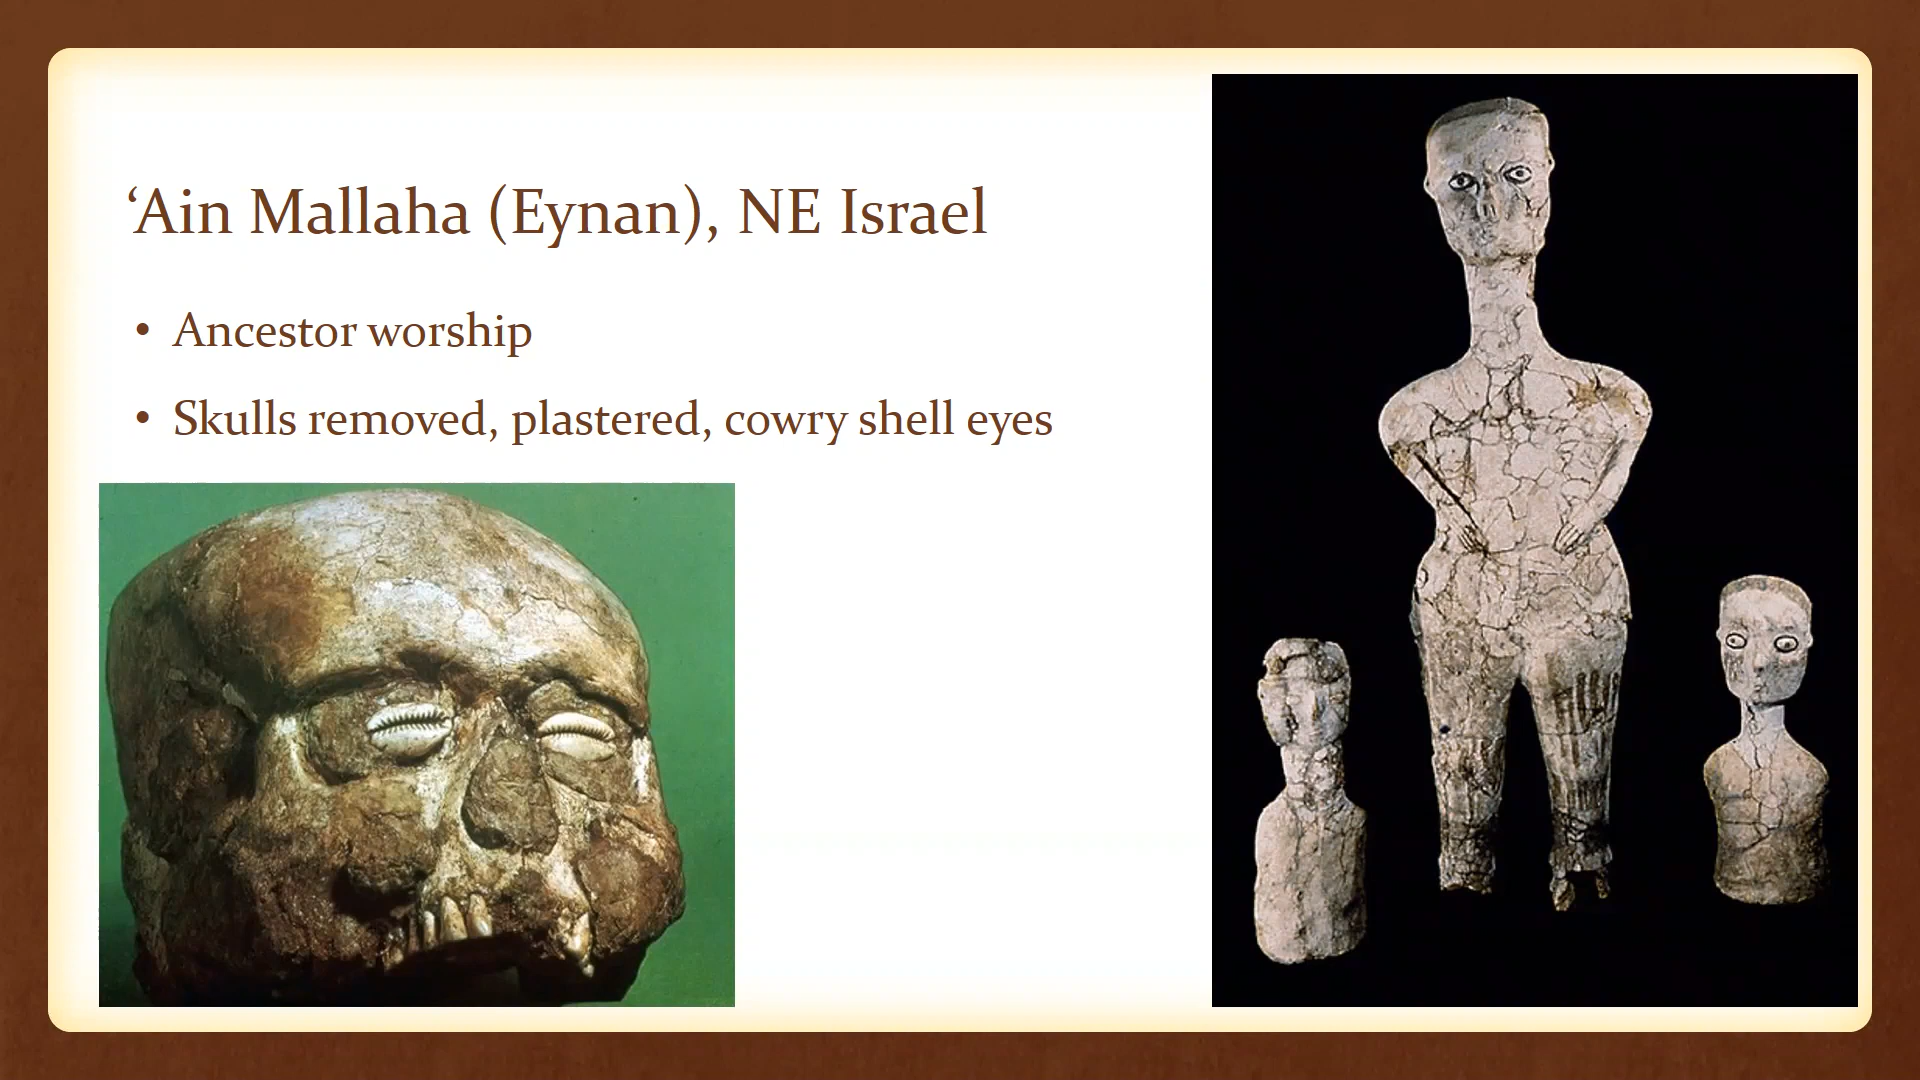 ‘Ain Mallaha (Eynan), NE Israel
• Ancestor worship
• Skulls removed, plastered, cowry shell eyes